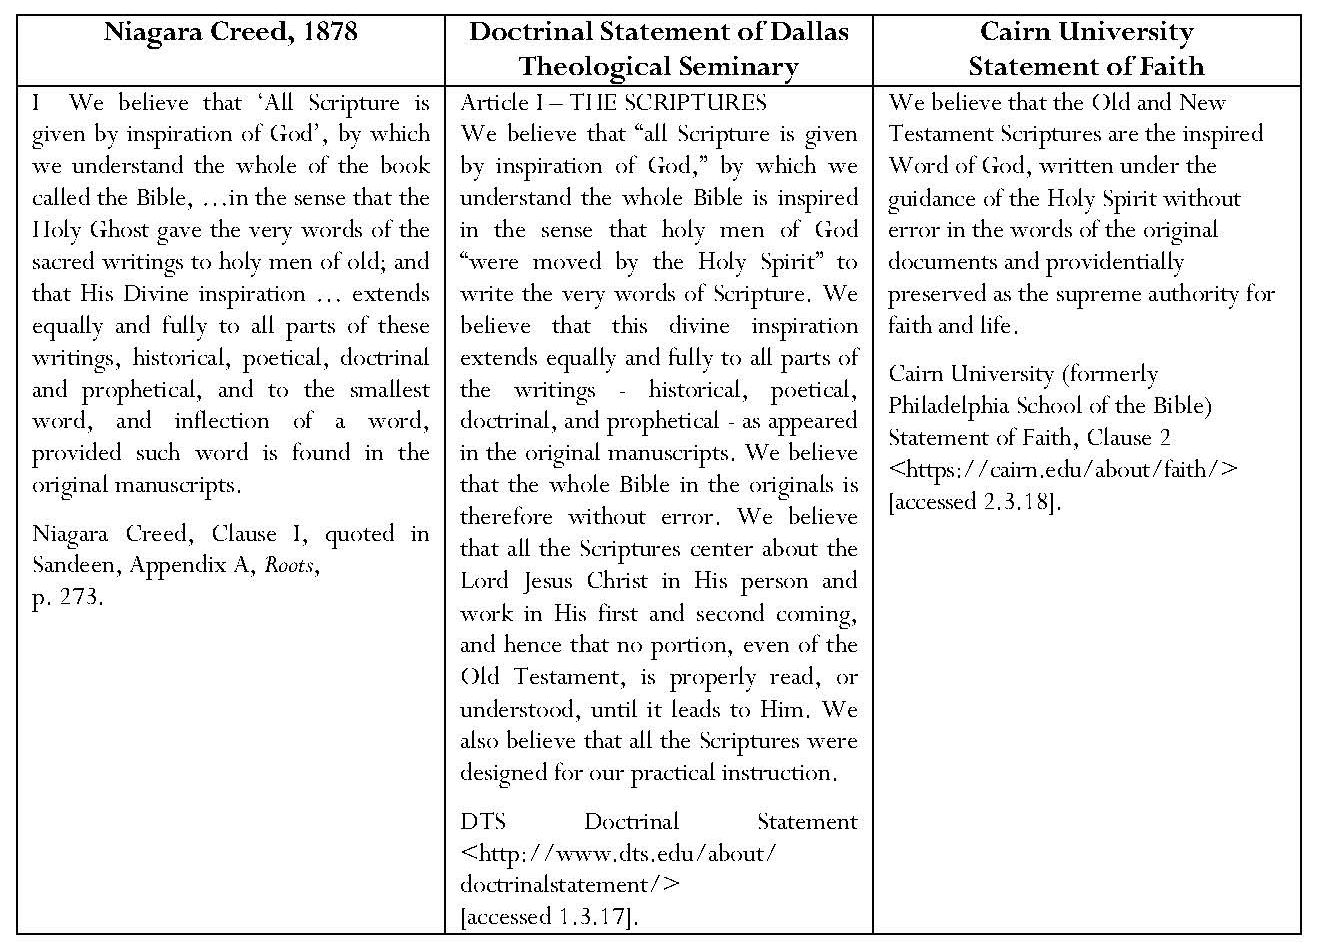 Niagara Creed, 1878
I We believe that ‘All Scripture is
given by inspiration of God’, by which
we understand the whole of the book
called the Bible, …in the sense that the
Holy Ghost gave the very words of the
sacred writings to holy men of old; and
that His Divine inspiration … extends
equally and fully to all parts of these
writings, historical, poetical, doctrinal
and prophetical, and to the smallest
word, and inflection of a word,
provided such word is found in the
original manuscripts.
Niagara Creed, Clause I, quoted in
Sandeen, Appendix A, Roots,
p. 273.
Doctrinal Statement of Dallas
Theological Seminary
Article I – THE SCRIPTURES
We believe that “all Scripture is given
by inspiration of God,” by which we
understand the whole Bible is inspired
in the sense that holy men of God
“were moved by the Holy Spirit” to
write the very words of Scripture. We
believe that this divine inspiration
extends equally and fully to all parts of
the writings - historical, poetical,
doctrinal, and prophetical - as appeared
in the original manuscripts. We believe
that the whole Bible in the originals is
therefore without error. We believe
that all the Scriptures center about the
Lord Jesus Christ in His person and
work in His first and second coming,
and hence that no portion, even of the
Old Testament, is properly read, or
understood, until it leads to Him. We
also believe that all the Scriptures were
designed for our practical instruction.
DTS Doctrinal Statement
<http://www.dts.edu/about/
doctrinalstatement/>
[accessed 1.3.17].
Cairn University
Statement of Faith
We believe that the Old and New
Testament Scriptures are the inspired
Word of God, written under the
guidance of the Holy Spirit without
error in the words of the original
documents and providentially
preserved as the supreme authority for
faith and life.
Cairn University (formerly
Philadelphia School of the Bible)
Statement of Faith, Clause 2
<https://cairn.edu/about/faith/>
[accessed 2.3.18].